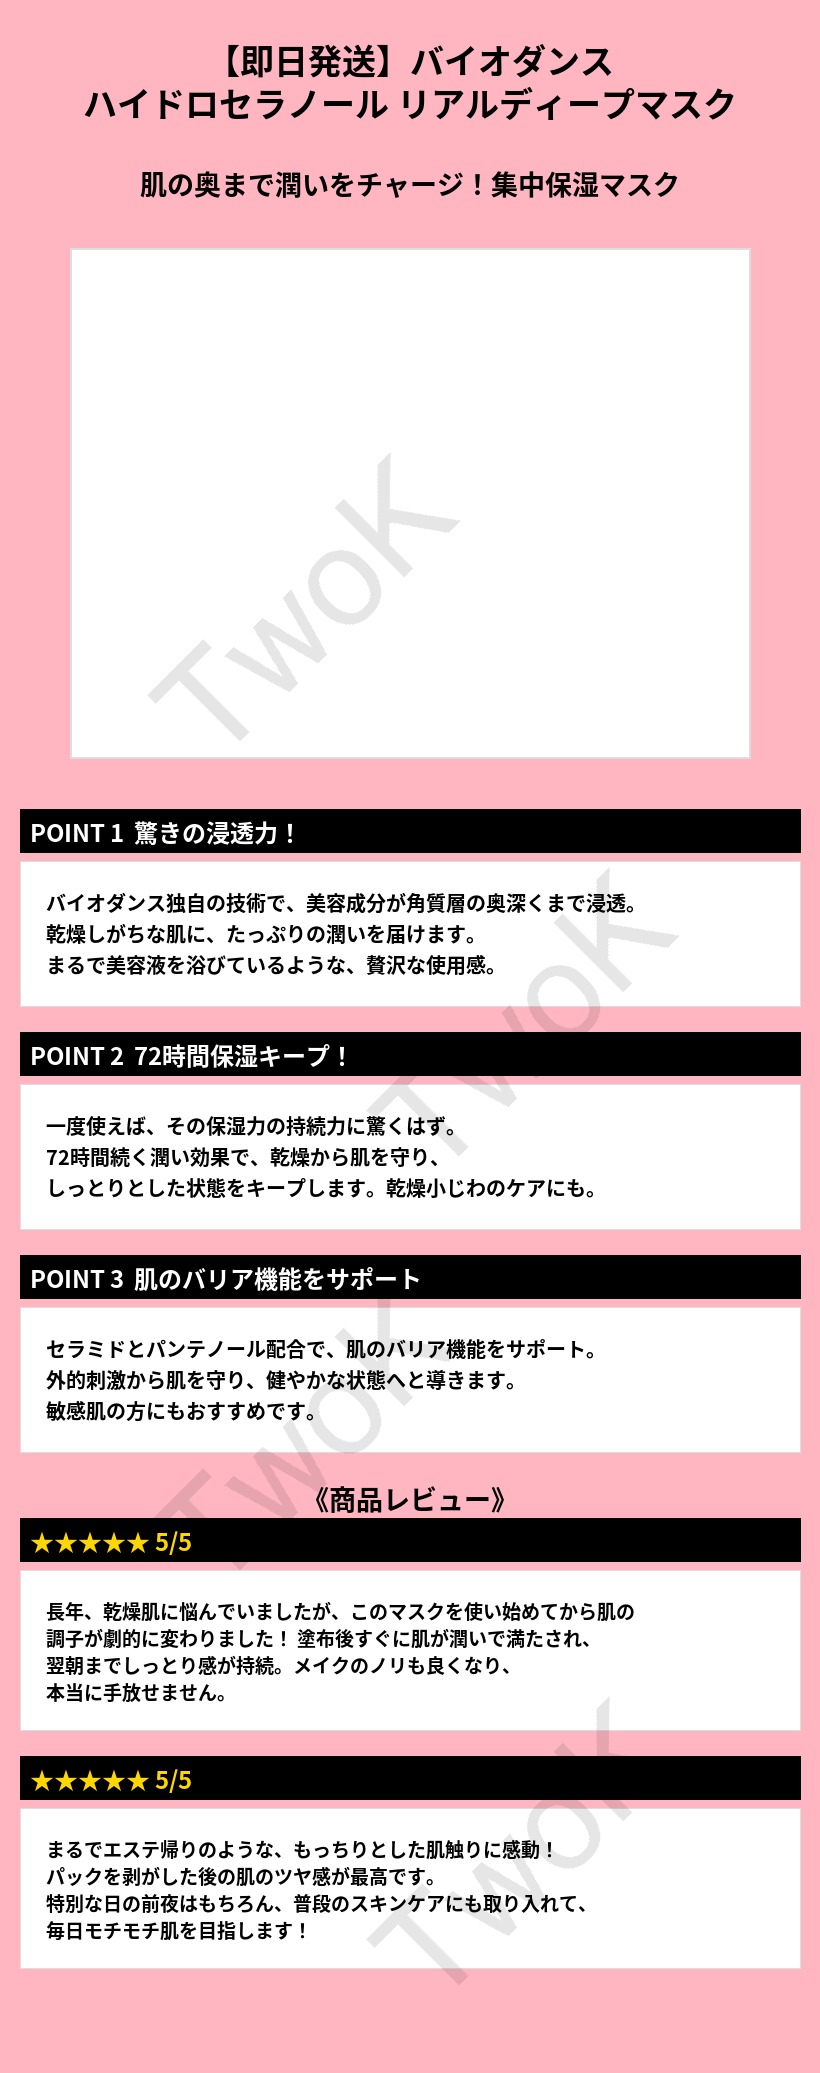 【即日発送】バイオダンス
ハイドロセラノール リアルディープマスク
肌の奥まで潤いをチャージ！集中保湿マスク
TwoK
POINT 1 驚きの浸透力！
バイオダンス独自の技術で、美容成分が角質層の奥深くまで浸透。
乾燥しがちな肌に、たっぷりの潤いを届けます。
まるで美容液を浴びているような、贅沢な使用感。
TwoK
POINT 2 72時間保湿キープ！
一度使えば、その保湿力の持続力に驚くはず。
72時間続く潤い効果で、乾燥から肌を守り、
しっとりとした状態をキープします。乾燥小じわのケアにも。
POINT 3 肌のバリア機能をサポート
セラミドとパンテノール配合で、肌のバリア機能をサポート。
外的刺激から肌を守り、健やかな状態へと導きます。
敏感肌の方にもおすすめです。
TwoK
《商品レビュー》
★★★★★ 5/5
長年、乾燥肌に悩んでいましたが、このマスクを使い始めてから肌の
調子が劇的に変わりました！ 塗布後すぐに肌が潤いで満たされ、
翌朝までしっとり感が持続。メイクのノリも良くなり、
本当に手放せません。
★★★★★ 5/5
まるでエステ帰りのような、もっちりとした肌触りに感動！
パックを剥がした後の肌のツヤ感が最高です。
特別な日の前夜はもちろん、普段のスキンケアにも取り入れて、
毎日モチモチ肌を目指します！
TwoK